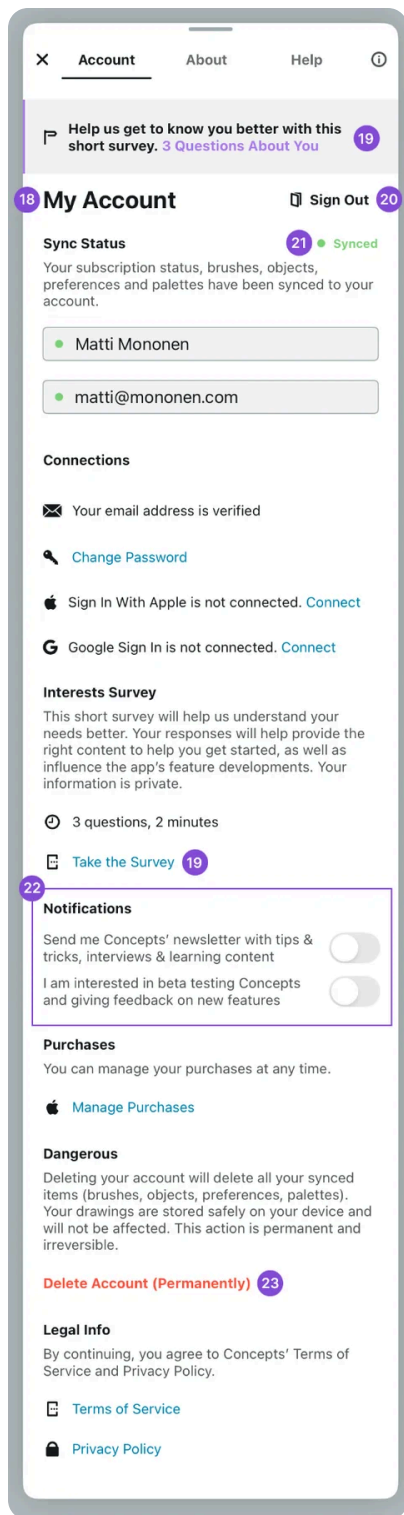 Account About Help
Help us get to know you better with this
short survey. 3 Questions About You 19
18 My Account Sign Out 20
Sync Status 21 Synced
Your subscription status, brushes, objects,
preferences and palettes have been synced to your
account.
Matti Mononen
matti@mononen.com
Connections
Your email address is verified
Change Password
Sign In With Apple is not connected. Connect
G Google Sign In is not connected. Connect
Interests Survey
This short survey will help us understand your
needs better. Your responses will help provide the
right content to help you get started, as well as
influence the app's feature developments. Your
information is private.
3 questions, 2 minutes
Take the Survey 19
22
Notifications
Send me Concepts' newsletter with tips &
tricks, interviews & learning content
I am interested in beta testing Concepts
and giving feedback on new features
Purchases
You can manage your purchases at any time.
Manage Purchases
Dangerous
Deleting your account will delete all your synced
items (brushes, objects, preferences, palettes).
Your drawings are stored safely on your device and
will not be affected. This action is permanent and
irreversible.
Delete Account (Permanently) 23
Legal Info
By continuing, you agree to Concepts' Terms of
Service and Privacy Policy.
Terms of Service
Privacy Policy